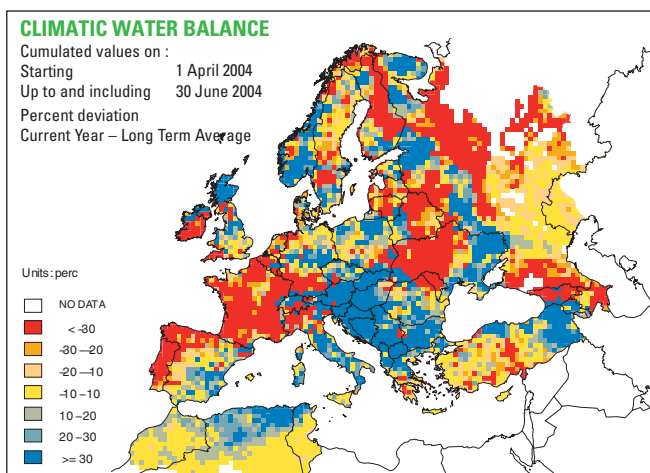 CLIMATIC WATER BALANCE
Cumulated values on :
Starting 1 April 2004
Up to and including 30 June 2004
Percent deviation
Current Year – Long Term Average
Units : perc
NO DATA
< -30
-30 —20
-20 —10
-10 -10
10 -20
20 -30
>= 30